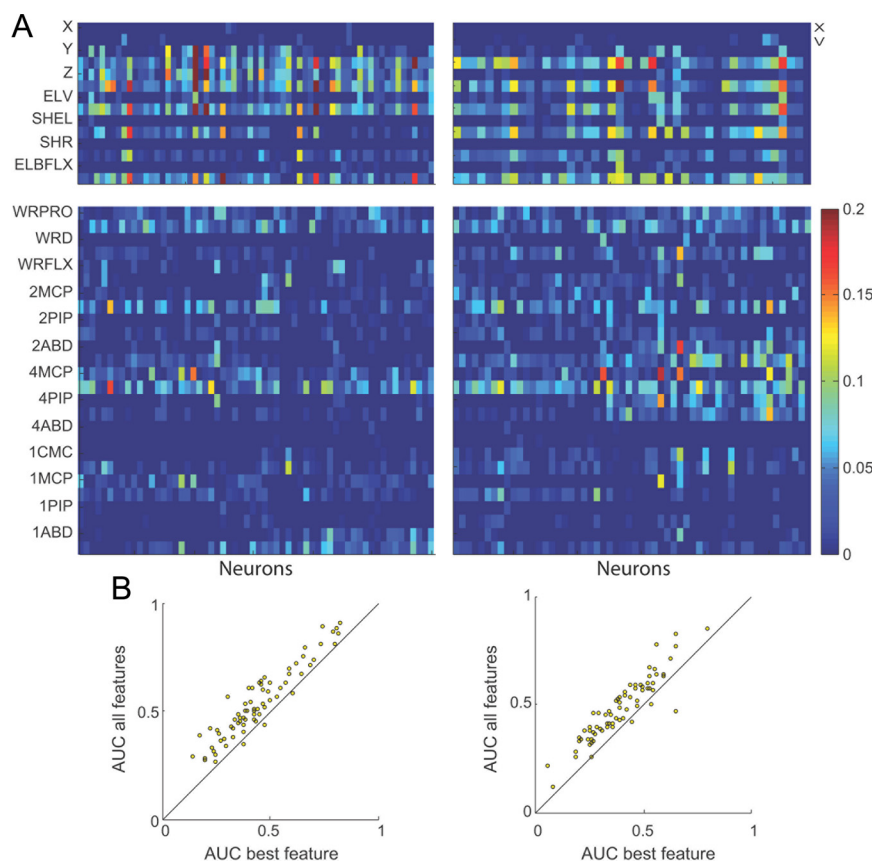 A
X
Y
Z
ELV
SHEL
SHR
ELBFLX
X
V
WRPRO
WRD
WRFLX
2MCP
2PIP
2ABD
4MCP
4PIP
4ABD
1CMC
1MCP
1PIP
1ABD
0.2
0.15
0.1
0.05
0
Neurons
Neurons
B
1
0.5
0
AUC all features
0 0.5 1
AUC best feature
1
0.5
0
AUC all features
0 0.5 1
AUC best feature